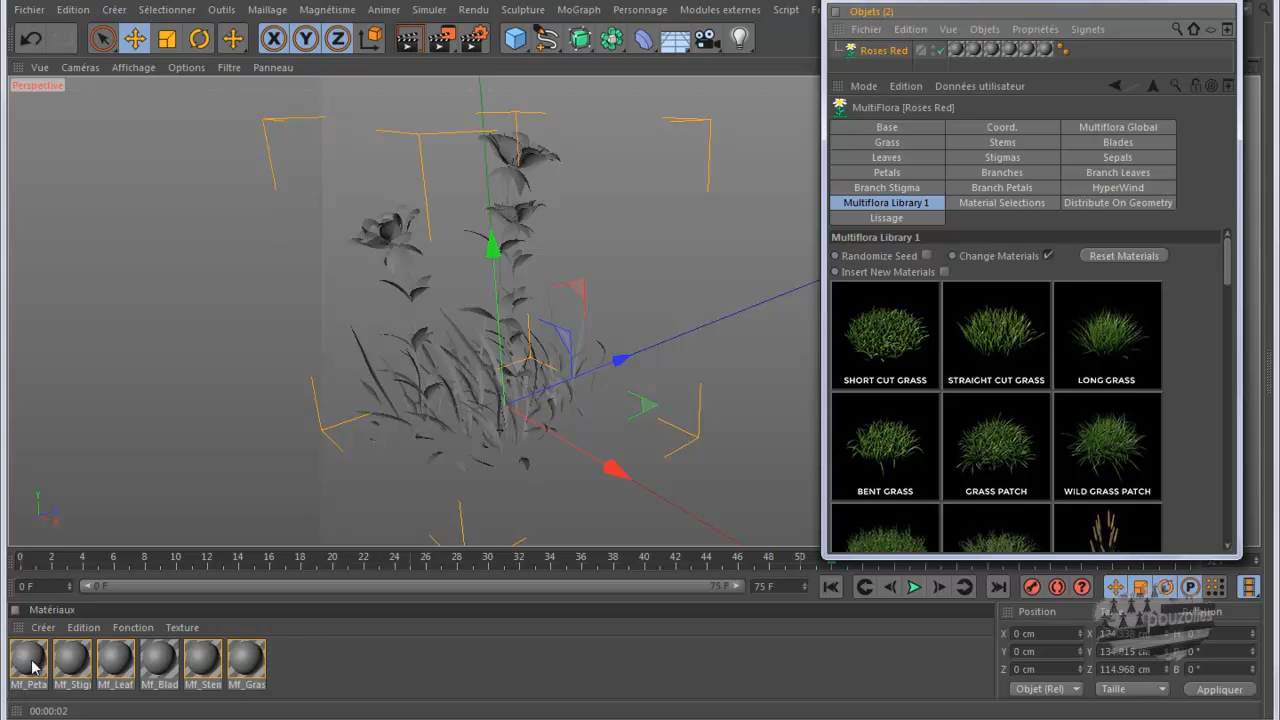 Fichier Edition Créer Sélectionner Outils Maillage Magnétisme Animer Simuler Rendu Sculpture MoGraph Personnage Modules externes Script
Objets (2)
Fichier Edition Vue Objets Propriétés Signets
Roses Red
X Y Z
Vue Caméras Affichage Options Filtre Panneau
Perspective
Mode Edition Données utilisateur
MultiFlora [Roses Red]
Base Coord. Multiflora Global
Grass Stems Blades
Leaves Stigmas Sepals
Petals Branches Branch Leaves
Branch Stigma Branch Petals HyperWind
Multiflora Library 1 Material Selections Distribute On Geometry
Lissage
Multiflora Library 1
Randomize Seed Change Materials Reset Materials
Insert New Materials
SHORT CUT GRASS STRAIGHT CUT GRASS LONG GRASS
BENT GRASS GRASS PATCH WILD GRASS PATCH
Y
0 2 4 6 8 10 12 14 16 18 20 22 24 26 28 30 32 34 36 38 40 42 44 46 48 50
0 F 0 F 75 F 75 F
P
Matériaux
Créer Edition Fonction Texture
Mf_Peta Mf_Stig Mf_Leaf Mf_Blad Mf_Sten Mf_Gras
Position
X 0 cm X H 0 °
Y 0 cm Y P 0 °
Z 0 cm Z 114.968 cm B 0 °
Objet (Rel) Taille Appliquer
pouzolles
00:00:02